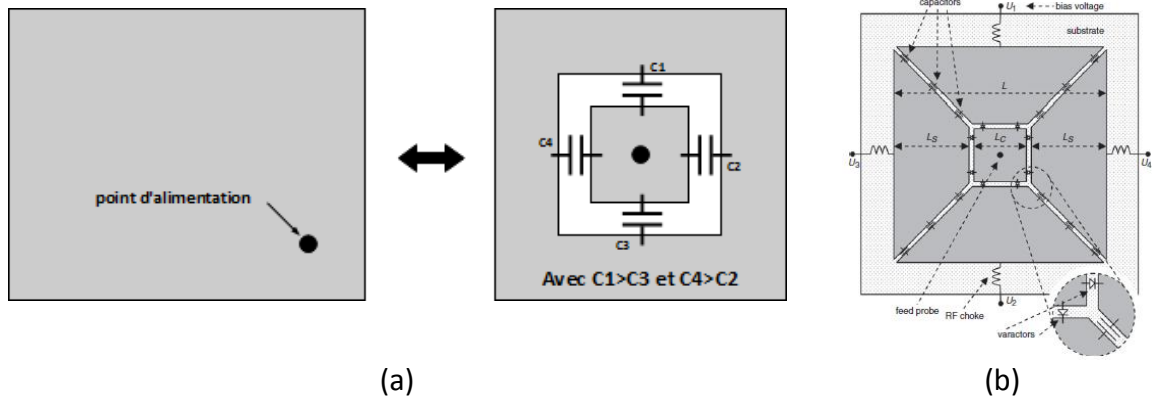 point d'alimentation
C1
C4
C2
C3
Avec C1>C3 et C4>C2
(a)
capacitors
U1
bias voltage
substrate
L
LS
LC
LS
U3
U4
U2
feed probe
RF choke
varactors
(b)